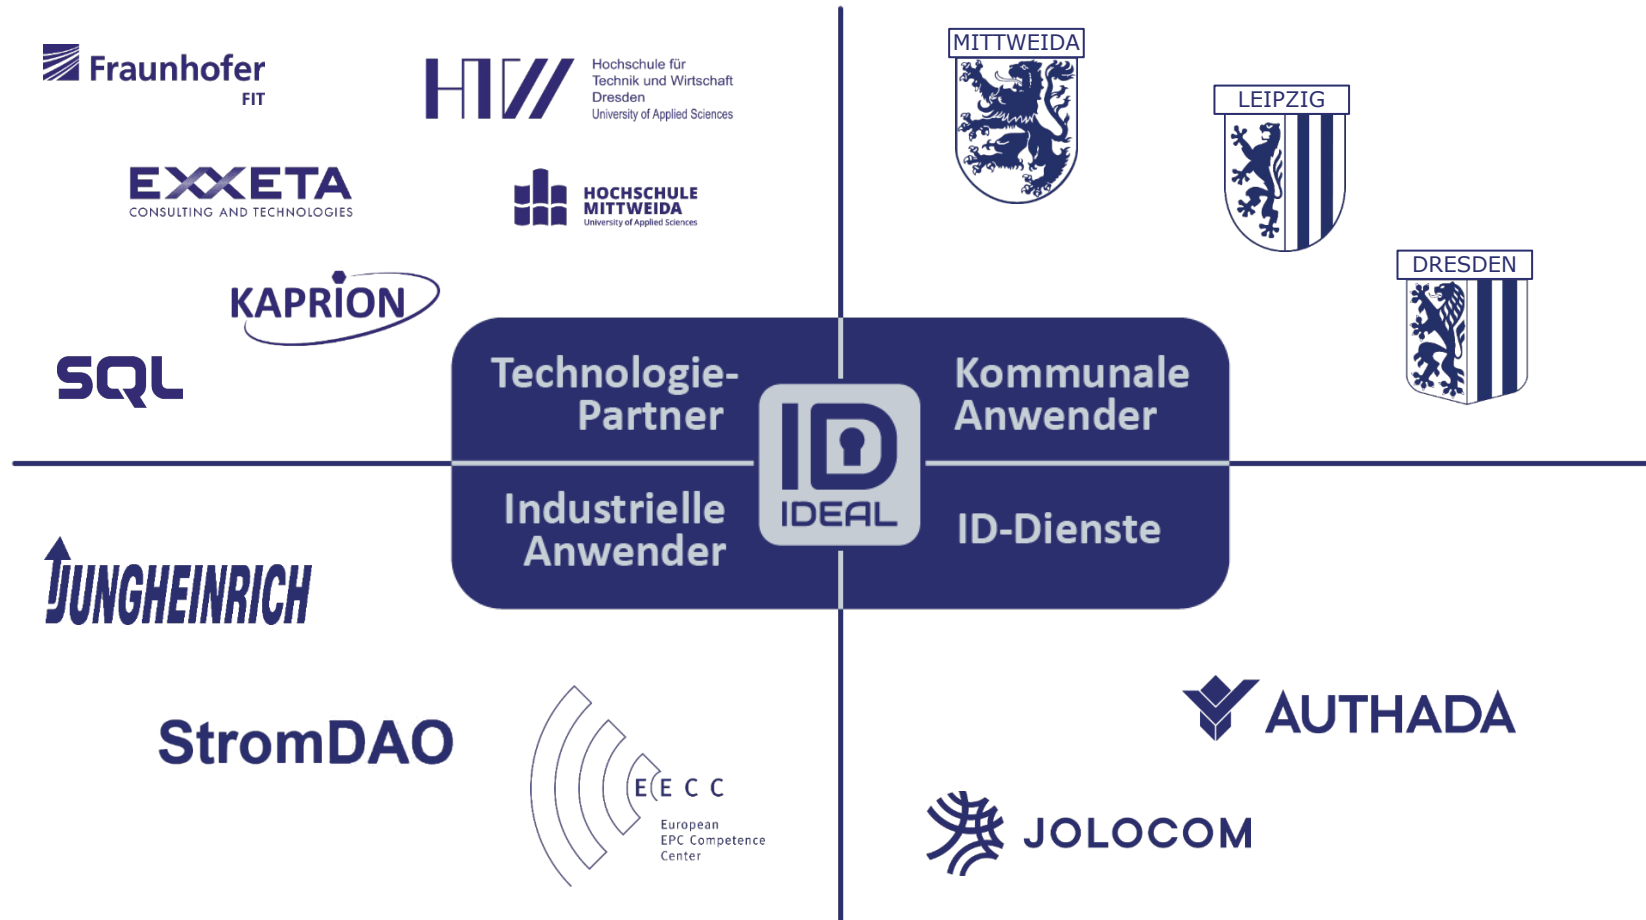 Fraunhofer
FIT
HTW
Hochschule für
Technik und Wirtschaft
Dresden
University of Applied Sciences
EXXETA
CONSULTING AND TECHNOLOGIES
HOCHSCHULE
MITTWEIDA
University of Applied Sciences
KAPRION
SQL
MITTWEIDA
LEIPZIG
DRESDEN
Technologie-
Partner
Kommunale
Anwender
ID
IDEAL
Industrielle
Anwender
ID-Dienste
JUNGHEINRICH
StromDAO
EECC
European
EPC Competence
Center
AUTHADA
JOLOCOM